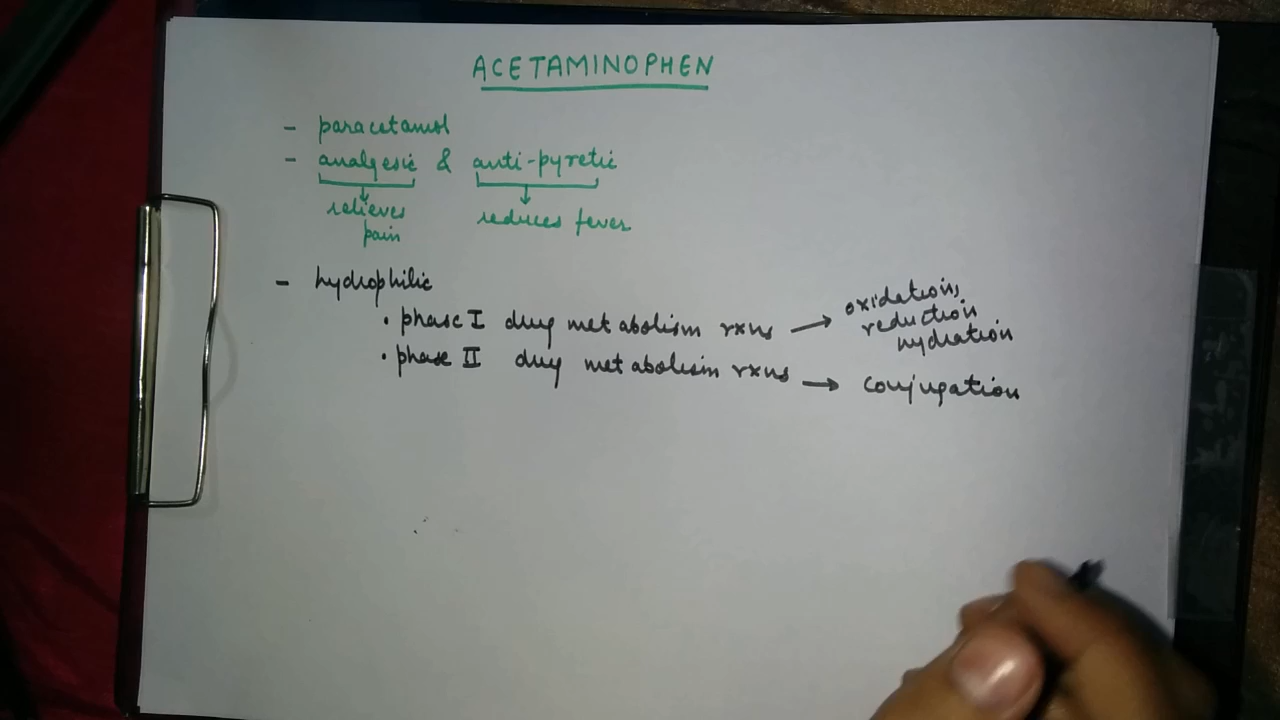 ACETAMINOPHEN
- paracetamol
- analgesic & anti-pyretic
relieves pain
reduces fever
- hydrophilic
• phase I drug metabolism rxns → oxidation, reduction hydration
• phase II drug metabolism rxns → conjugation